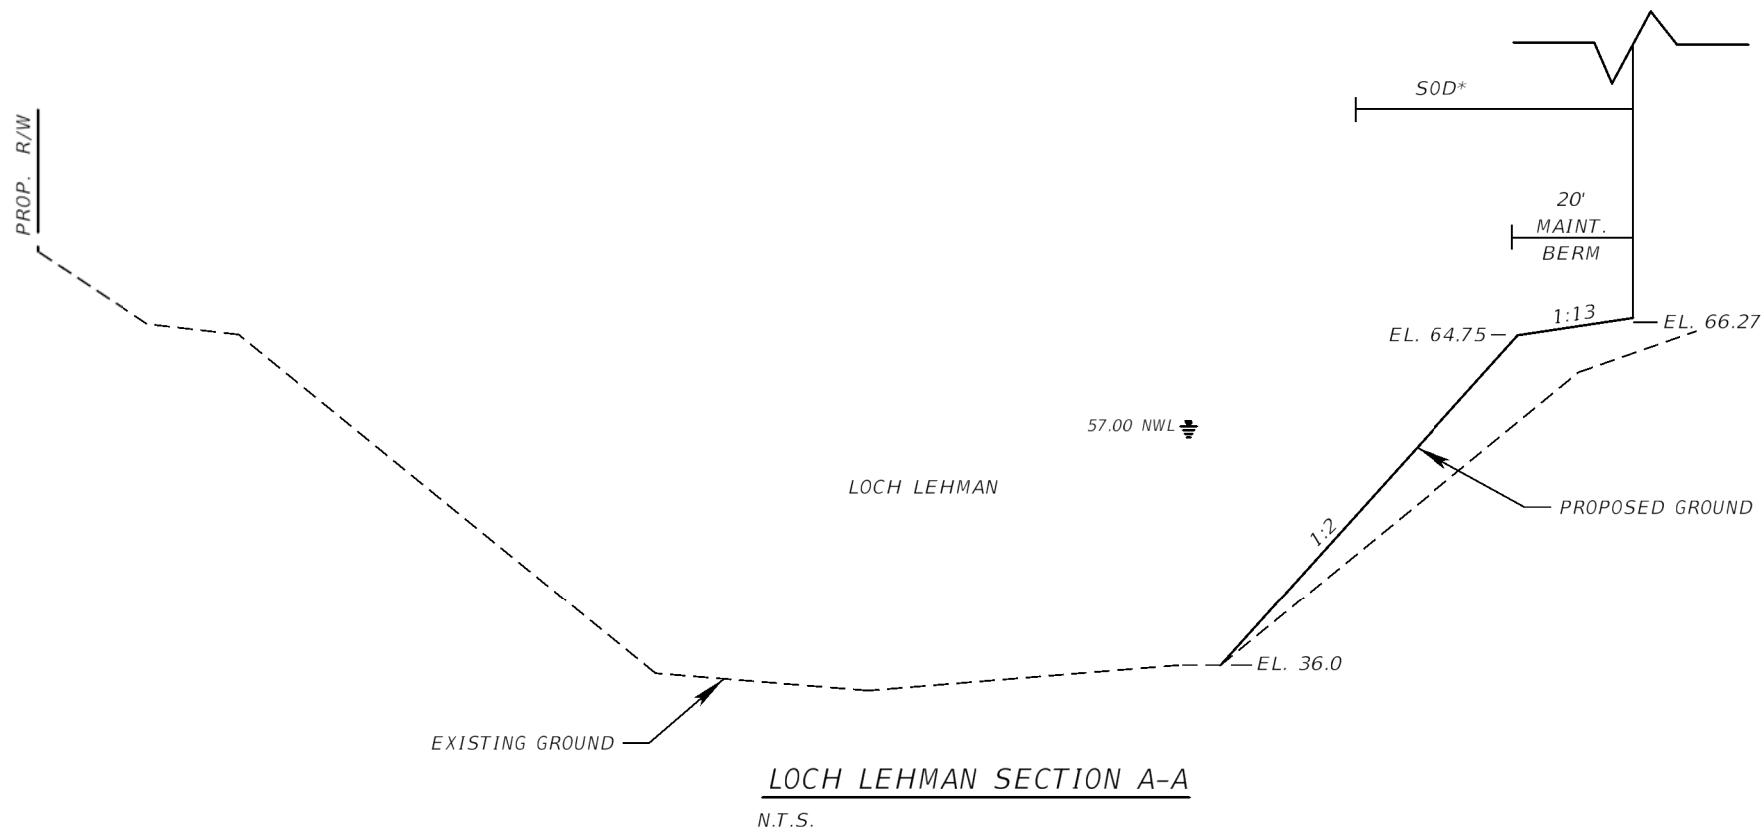 SOD*
PROP. R/W
20'
MAINT.
BERM
1:13
EL. 66.27
EL. 64.75
57.00 NWL
LOCH LEHMAN
PROPOSED GROUND
1:2
EL. 36.0
EXISTING GROUND
LOCH LEHMAN SECTION A-A
N.T.S.